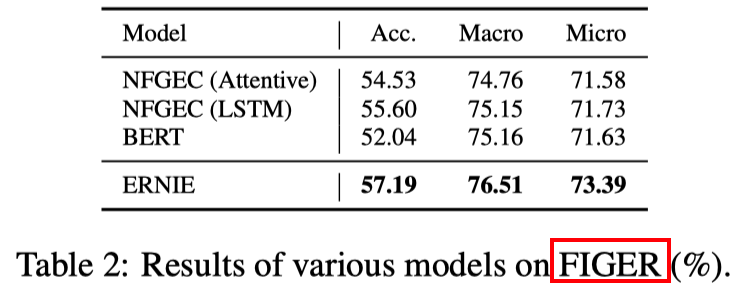 Model | Acc. Macro Micro
NFGEC (Attentive) 54.53 74.76 71.58
NFGEC (LSTM) 55.60 75.15 71.73
BERT 52.04 75.16 71.63
ERNIE | 57.19 76.51 73.39
Table 2: Results of various models on FIGER (%).